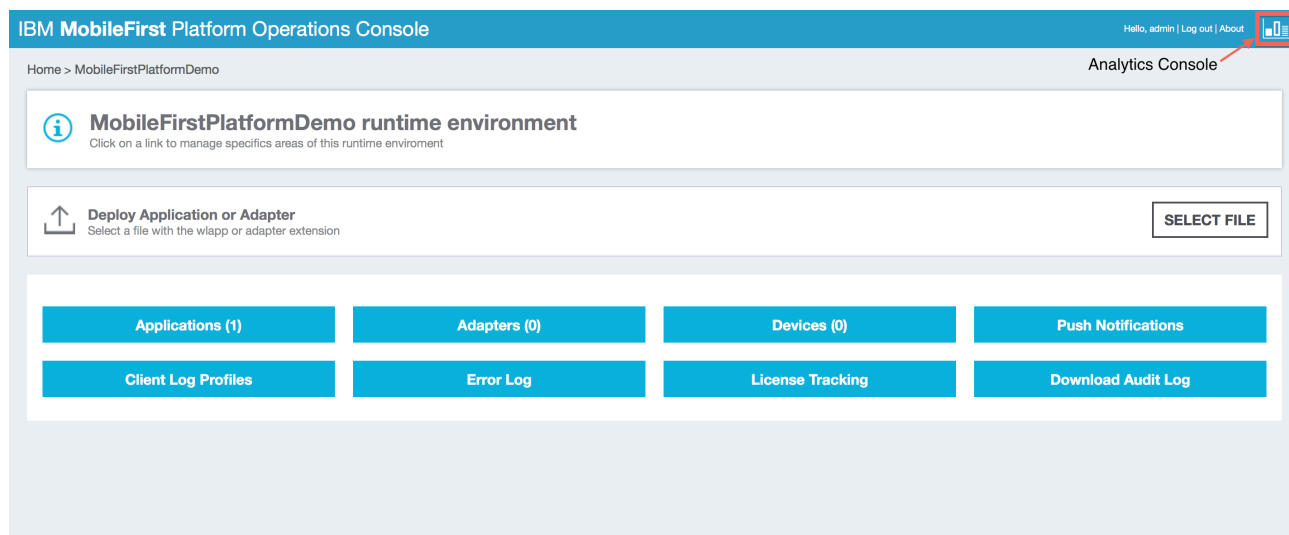 IBM MobileFirst Platform Operations Console
Hello, admin | Log out | About
Home > MobileFirstPlatformDemo
Analytics Console
MobileFirstPlatformDemo runtime environment
Click on a link to manage specifics areas of this runtime enviroment
Deploy Application or Adapter
Select a file with the wlapp or adapter extension
SELECT FILE
Applications (1)
Adapters (0)
Devices (0)
Push Notifications
Client Log Profiles
Error Log
License Tracking
Download Audit Log